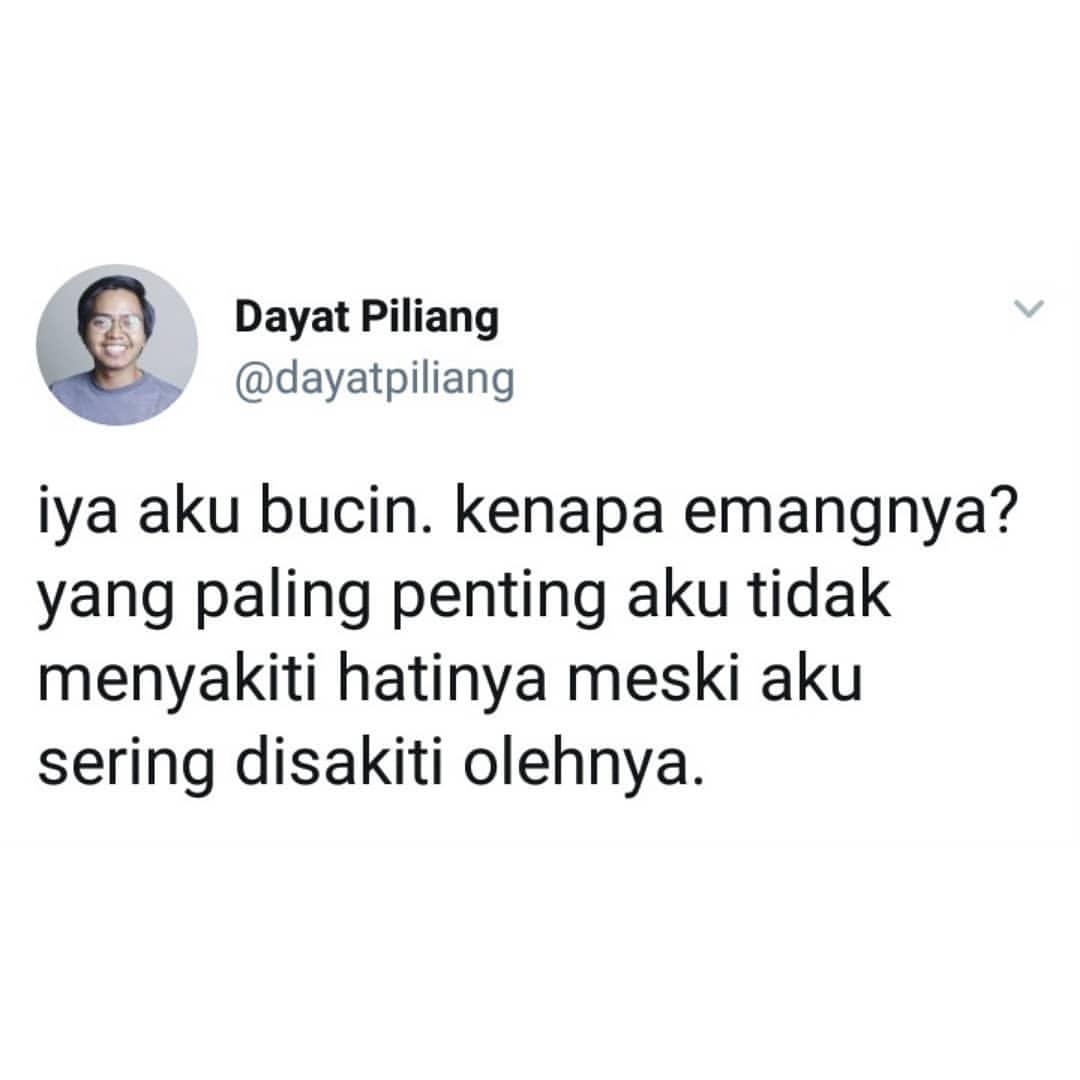 Dayat Piliang
@dayatpiliang
iya aku bucin. kenapa emangnya?
yang paling penting aku tidak
menyakiti hatinya meski aku
sering disakiti olehnya.